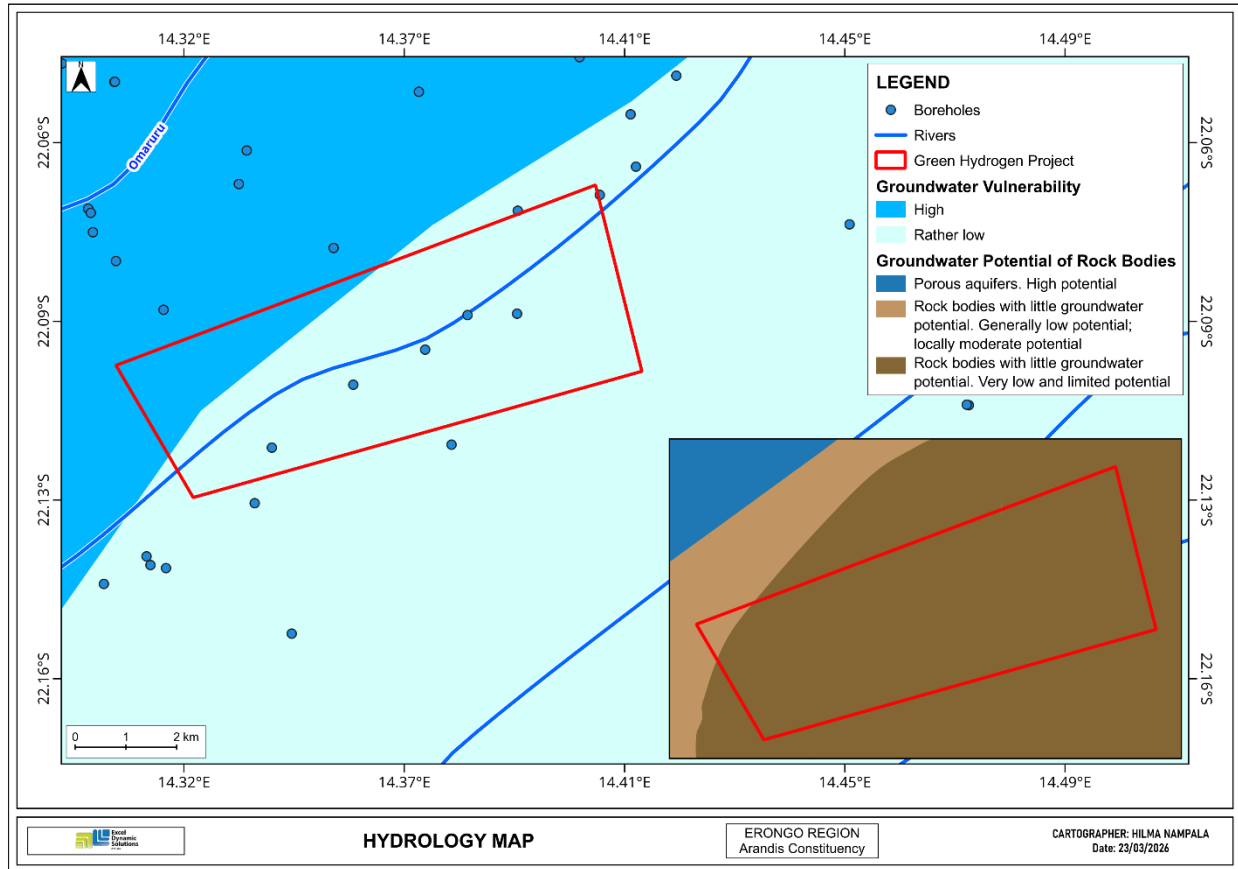 14.32°E 14.37°E 14.41°E 14.45°E 14.49°E
N
Omaruru
LEGEND
Boreholes
Rivers
Green Hydrogen Project
Groundwater Vulnerability
High
Rather low
Groundwater Potential of Rock Bodies
Porous aquifers. High potential
Rock bodies with little groundwater
potential. Generally low potential;
locally moderate potential
Rock bodies with little groundwater
potential. Very low and limited potential
22.06°S 22.06°S
22.09°S 22.09°S
22.13°S 22.13°S
22.16°S 22.16°S
0 1 2 km
14.32°E 14.37°E 14.41°E 14.45°E 14.49°E
Excel
Dynamic
Solutions
HYDROLOGY MAP
ERONGO REGION
Arandis Constituency
CARTOGRAPHER: HILMA NAMPALA
Date: 23/03/2026